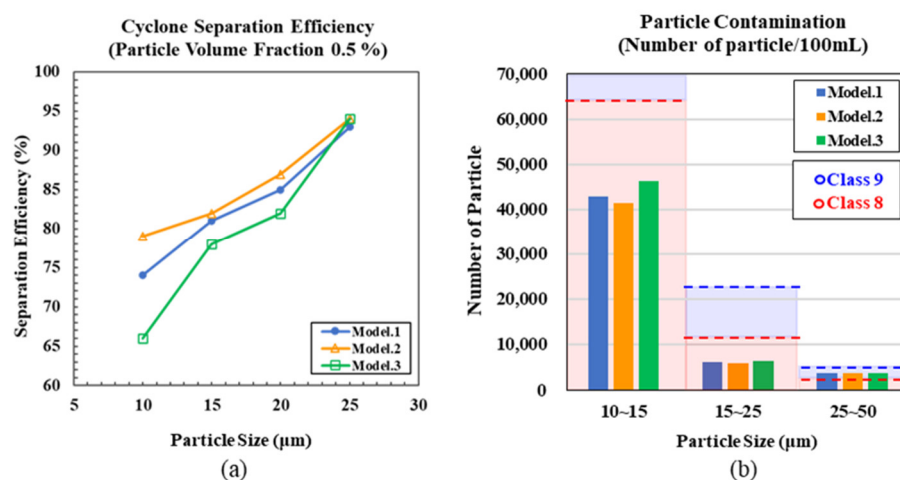 Cyclone Separation Efficiency
(Particle Volume Fraction 0.5 %)
100
95
90
85
80
75
70
65
60
5
10
15
20
25
30
Separation Efficiency (%)
Particle Size (μm)
Model.1
Model.2
Model.3
(a)
Particle Contamination
(Number of particle/100mL)
70,000
60,000
50,000
40,000
30,000
20,000
10,000
0
Number of Particle
Model.1
Model.2
Model.3
Class 9
Class 8
10~15
15~25
25~50
Particle Size (μm)
(b)